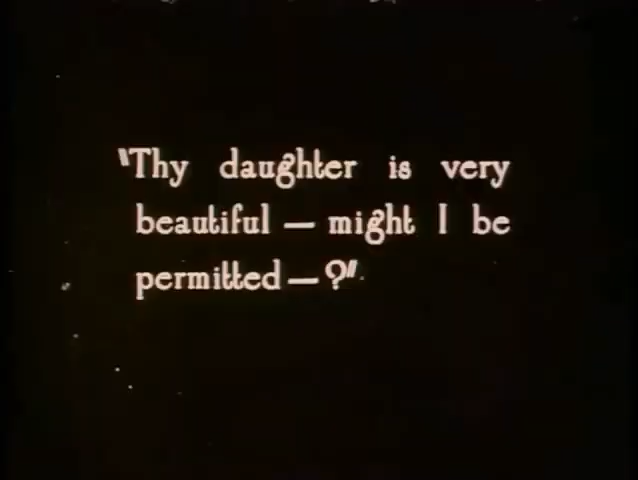 "Thy daughter is very
beautiful — might I be
permitted — ?"